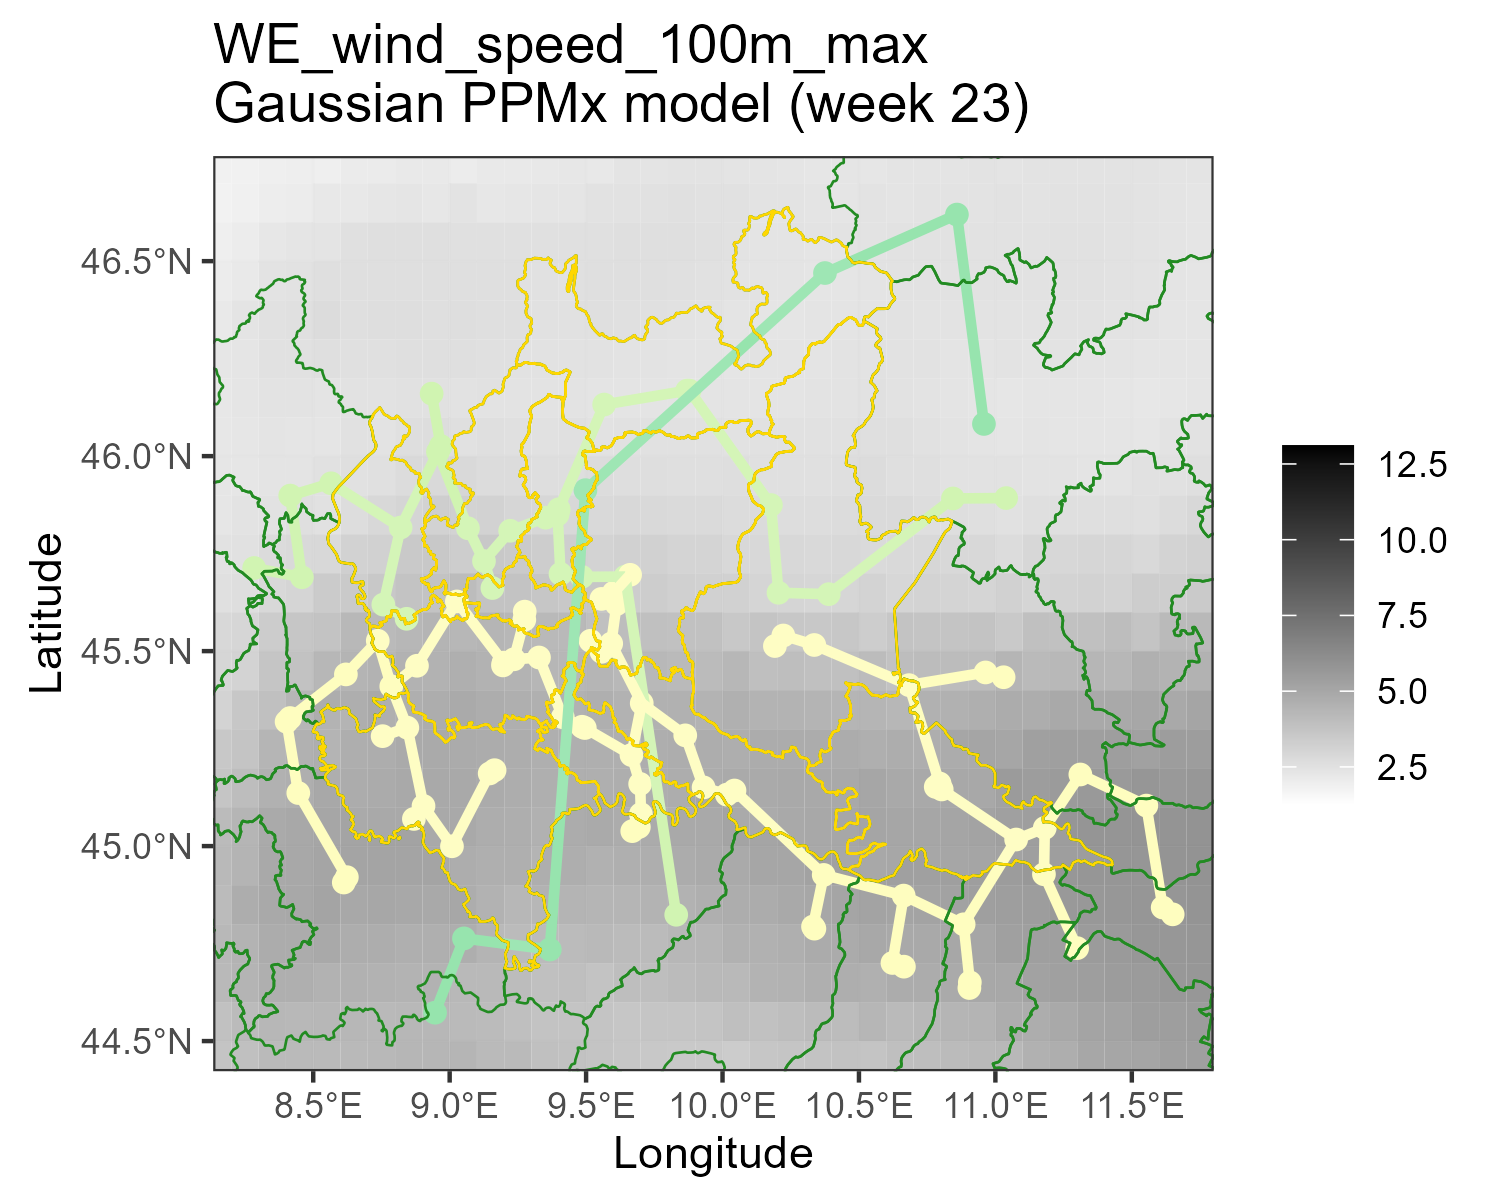 WE_wind_speed_100m_max
Gaussian PPMx model (week 23)
46.5°N
46.0°N
45.5°N
45.0°N
44.5°N
Latitude
8.5°E 9.0°E 9.5°E 10.0°E 10.5°E 11.0°E 11.5°E
Longitude
12.5
10.0
7.5
5.0
2.5